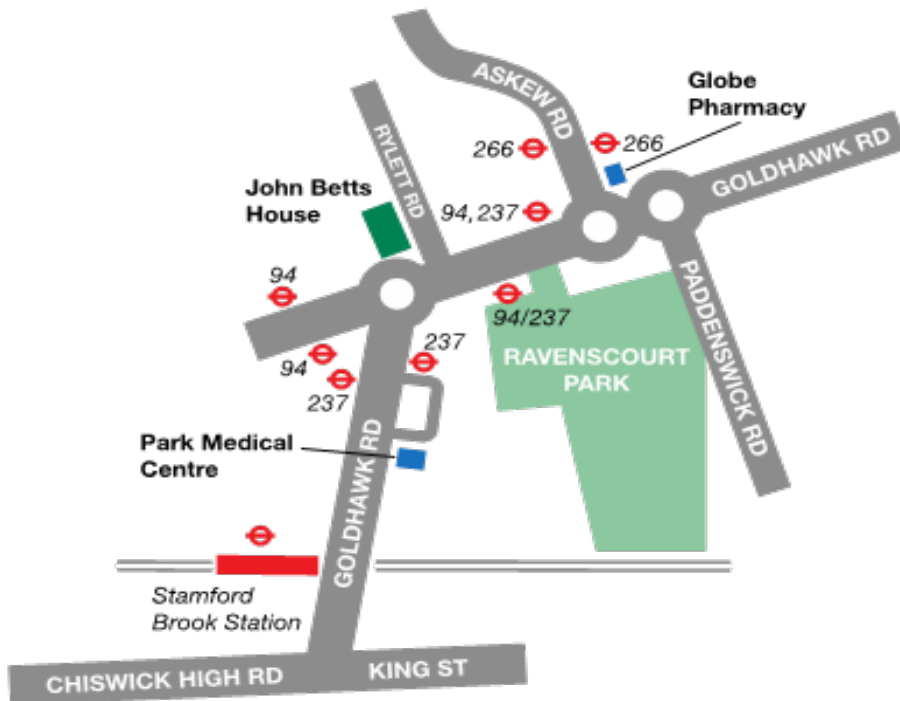 ASKEW RD
Globe
Pharmacy
RYLETT RD
266
266
GOLDHAWK RD
John Betts
House
94, 237
94
94/237
PADDENSWICK RD
237
RAVENSCOURT
PARK
94
237
Park Medical
Centre
GOLDHAWK RD
Stamford
Brook Station
CHISWICK HIGH RD
KING ST